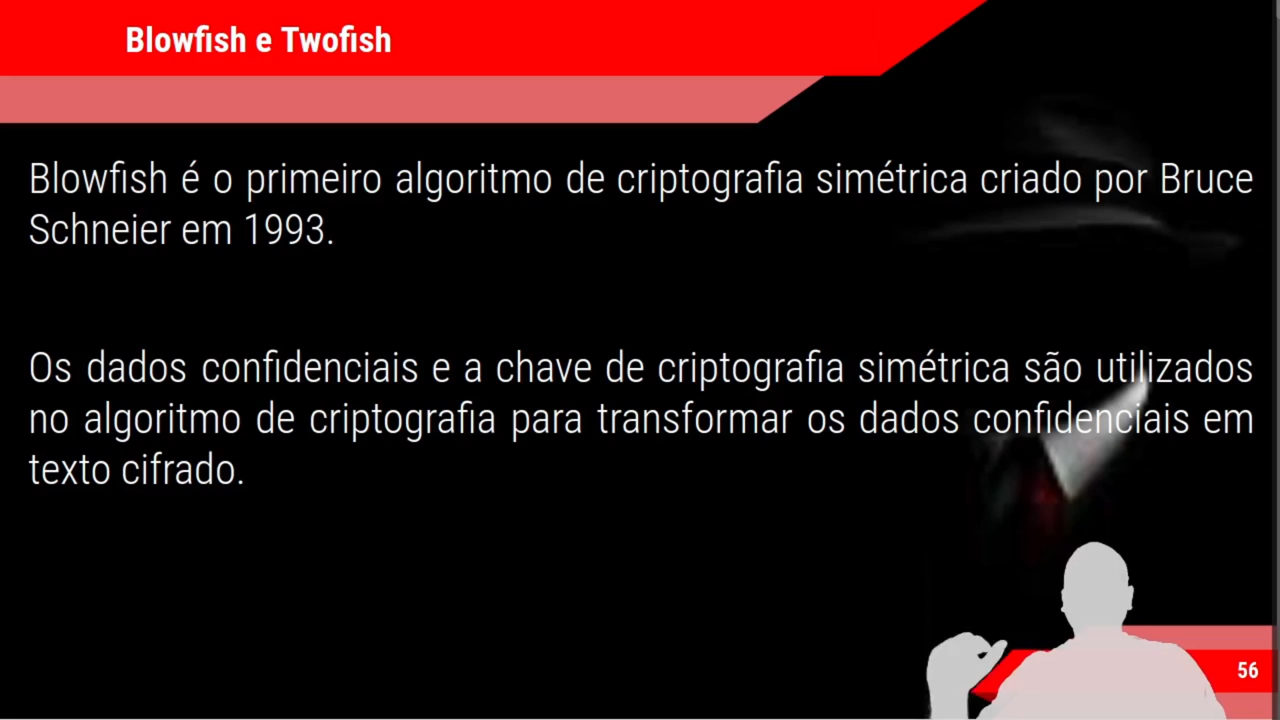 Blowfish e Twofish
Blowfish é o primeiro algoritmo de criptografia simétrica criado por Bruce
Schneier em 1993.
Os dados confidenciais e a chave de criptografia simétrica são utilizados
no algoritmo de criptografia para transformar os dados confidenciais em
texto cifrado.
56